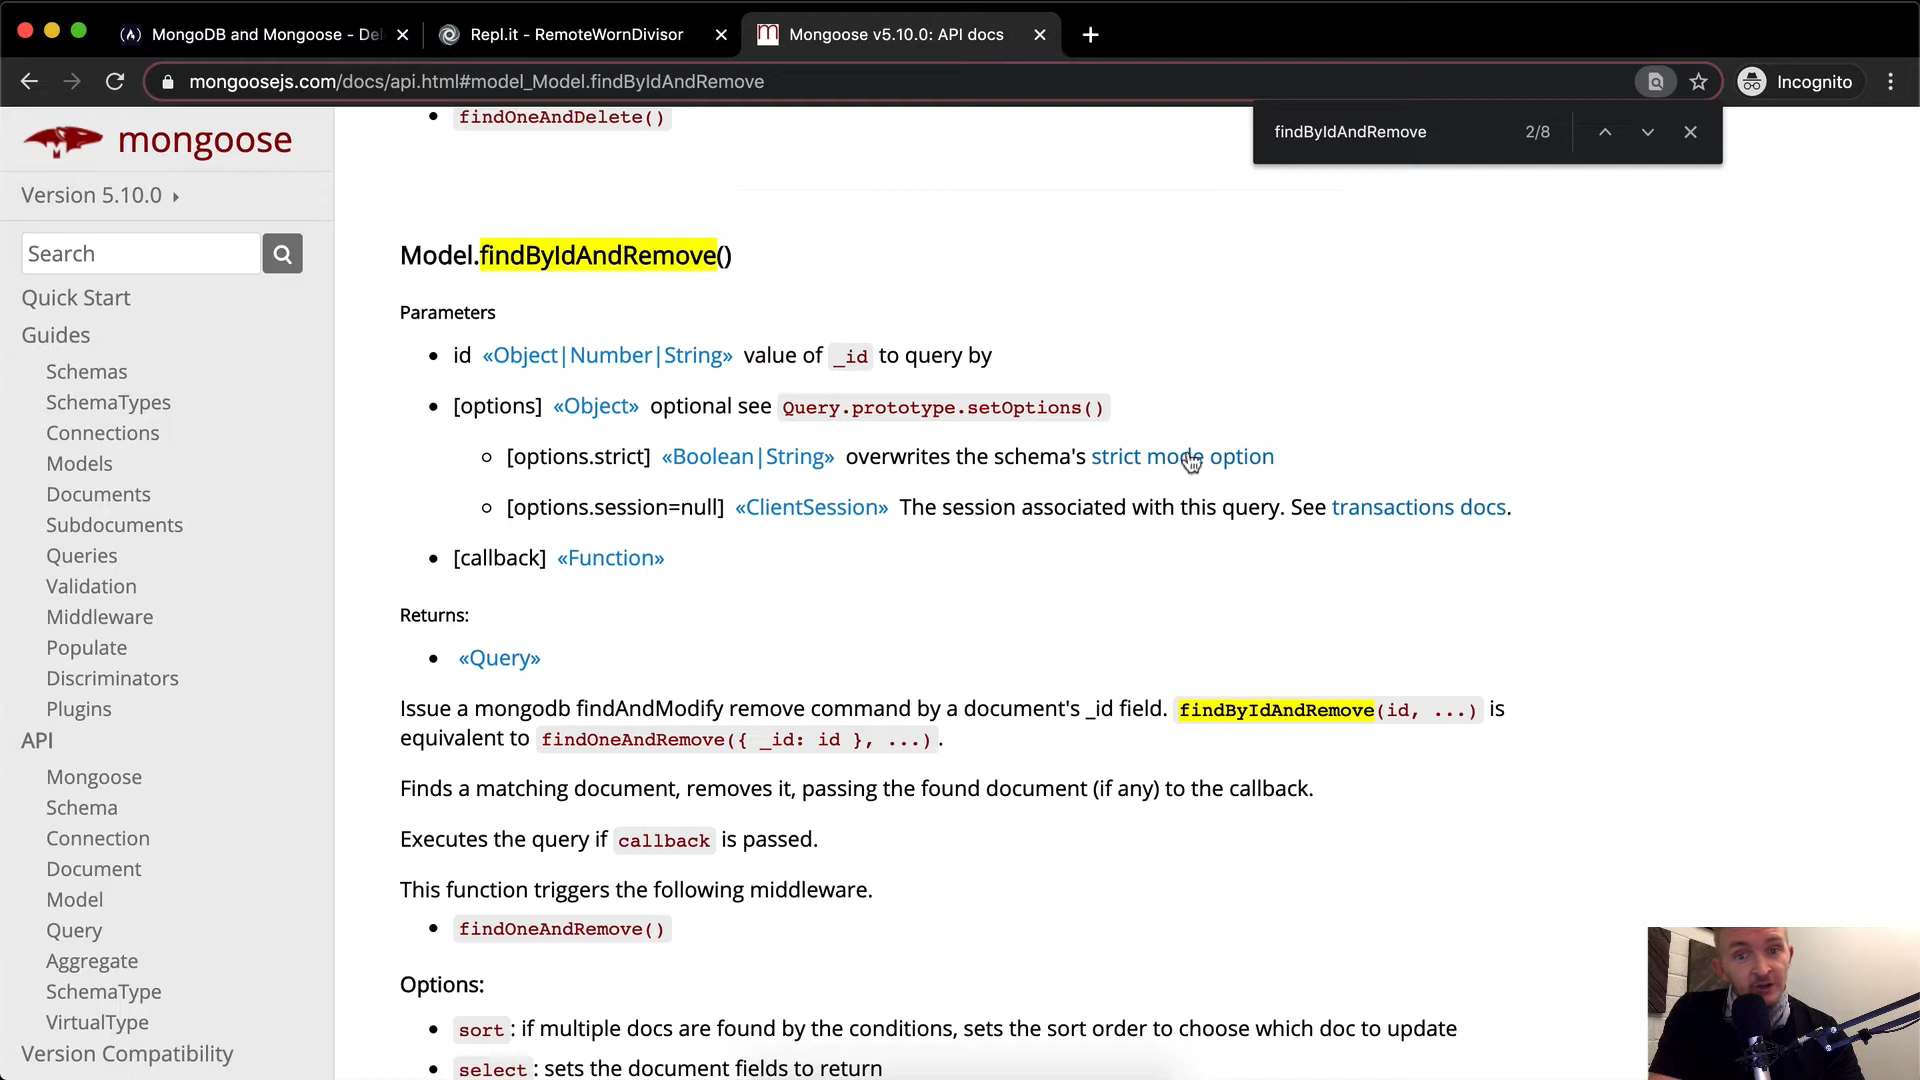 MongoDB and Mongoose - Del
Repl.it - RemoteWornDivisor
Mongoose v5.10.0: API docs
mongoosejs.com/docs/api.html#model_Model.findByIdAndRemove
Incognito
findByIdAndRemove 2/8
mongoose
Version 5.10.0
Search
Quick Start
Guides
Schemas
SchemaTypes
Connections
Models
Documents
Subdocuments
Queries
Validation
Middleware
Populate
Discriminators
Plugins
API
Mongoose
Schema
Connection
Document
Model
Query
Aggregate
SchemaType
VirtualType
Version Compatibility
findOneAndDelete()
Model.findByIdAndRemove()
Parameters
id «Object|Number|String» value of _id to query by
[options] «Object» optional see Query.prototype.setOptions()
[options.strict] «Boolean|String» overwrites the schema's strict mode option
[options.session=null] «ClientSession» The session associated with this query. See transactions docs.
[callback] «Function»
Returns:
«Query»
Issue a mongodb findAndModify remove command by a document's _id field. findByIdAndRemove(id, ...) is
equivalent to findOneAndRemove({ _id: id }, ...).
Finds a matching document, removes it, passing the found document (if any) to the callback.
Executes the query if callback is passed.
This function triggers the following middleware.
findOneAndRemove()
Options:
sort: if multiple docs are found by the conditions, sets the sort order to choose which doc to update
select: sets the document fields to return